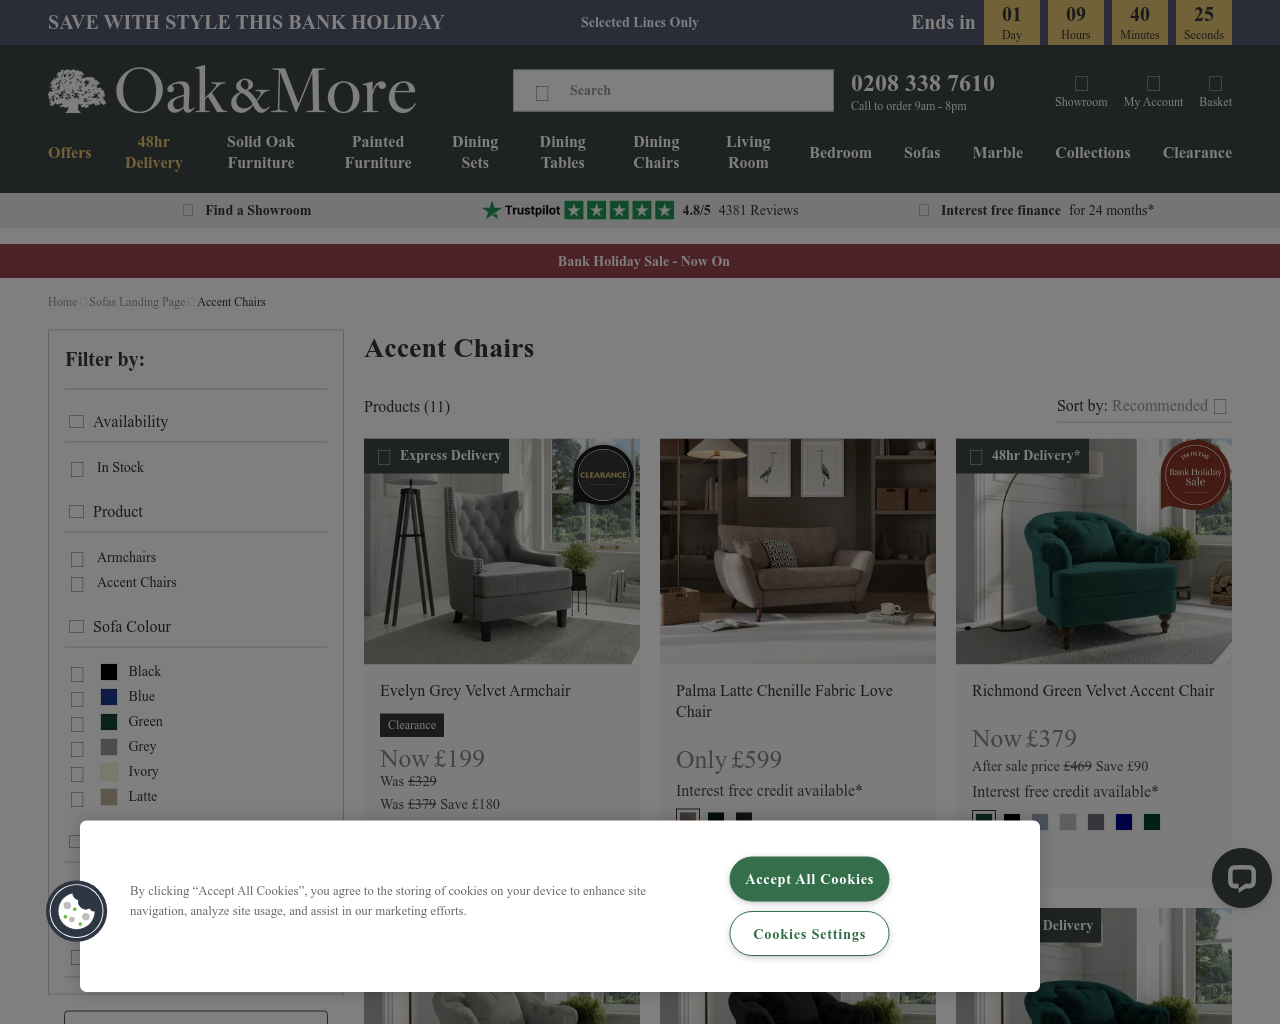 SAVE WITH STYLE THIS BANK HOLIDAY
Selected Lines Only
Ends in
01 Day
09 Hours
40 Minutes
25 Seconds
Oak&More
Search
0208 338 7610
Call to order 9am - 8pm
Showroom
My Account
Basket
Offers
48hr Delivery
Solid Oak Furniture
Painted Furniture
Dining Sets
Dining Tables
Dining Chairs
Living Room
Bedroom
Sofas
Marble
Collections
Clearance
Find a Showroom
Trustpilot 4.8/5 4381 Reviews
Interest free finance for 24 months*
Bank Holiday Sale - Now On
Home Sofas Landing Page Accent Chairs
Filter by:
Availability
In Stock
Product
Armchairs
Accent Chairs
Sofa Colour
Black
Blue
Green
Grey
Ivory
Latte
Accent Chairs
Products (11)
Sort by: Recommended
Express Delivery
CLEARANCE
Evelyn Grey Velvet Armchair
Clearance
Now £199
Was £329
Was £379 Save £180
Palma Latte Chenille Fabric Love
Chair
Only £599
Interest free credit available*
48hr Delivery*
I'M IN THE
Bank Holiday
Sale
Richmond Green Velvet Accent Chair
Now £379
After sale price £469 Save £90
Interest free credit available*
Delivery
By clicking “Accept All Cookies”, you agree to the storing of cookies on your device to enhance site
navigation, analyze site usage, and assist in our marketing efforts.
Accept All Cookies
Cookies Settings